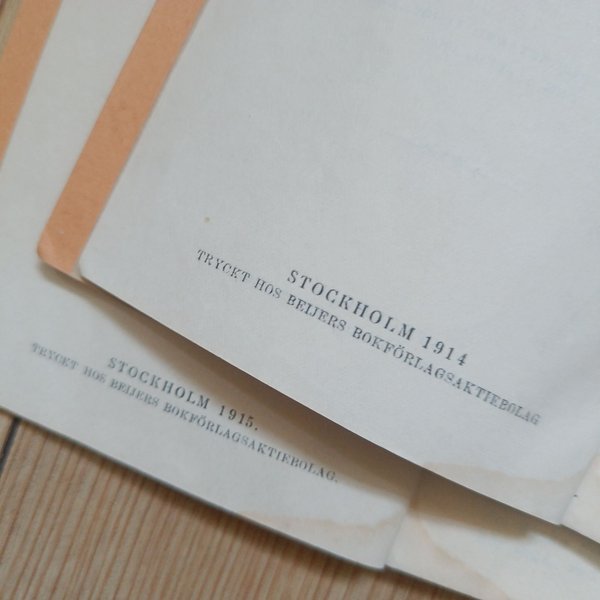 STOCKHOLM 1914
TRYCKT HOS BEIJERS BOKFÖRLAGSAKTIEBOLAG
STOCKHOLM 1915.
TRYCKT HOS BEIJERS BOKFÖRLAGSAKTIEBOLAG.